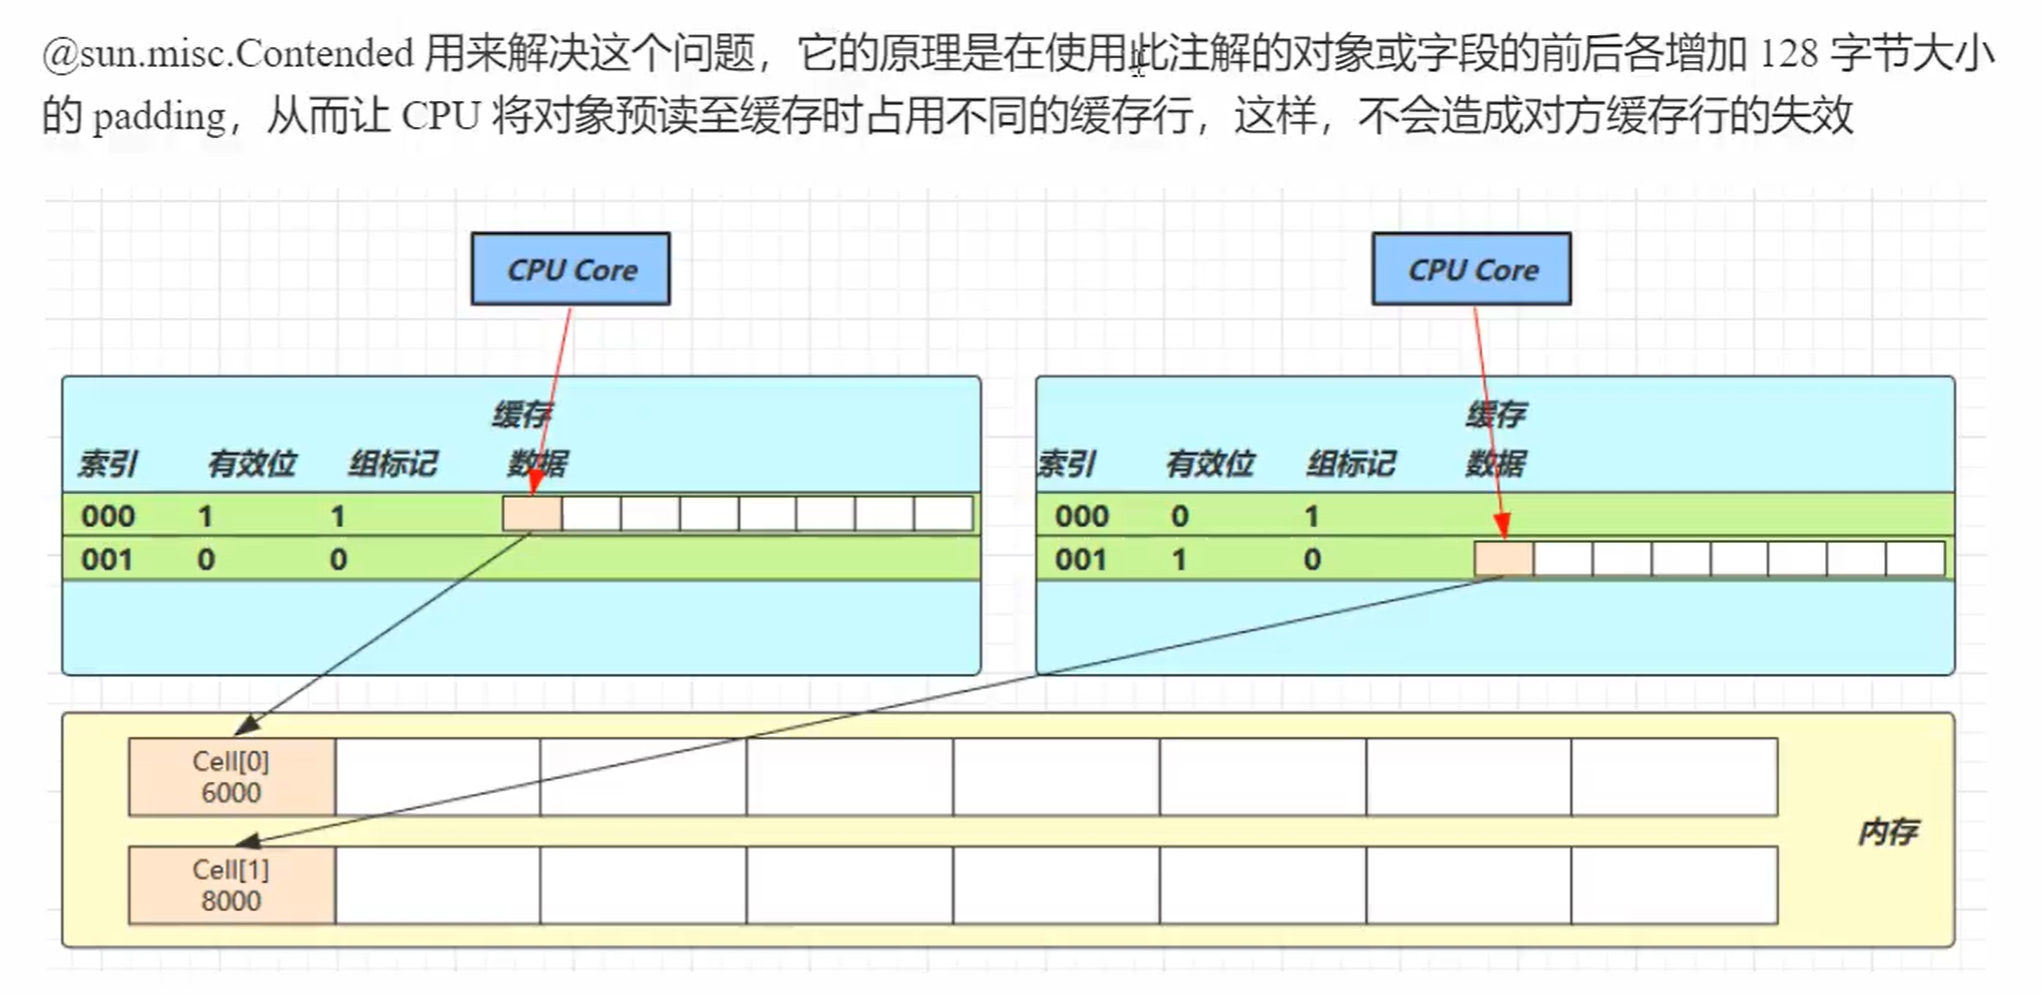 @sun.misc.Contended 用来解决这个问题，它的原理是在使用此注解的对象或字段的前后各增加 128 字节大小
的 padding，从而让 CPU 将对象预读至缓存时占用不同的缓存行，这样，不会造成对方缓存行的失效
CPU Core
CPU Core
缓存
索引 有效位 组标记 数据
000 1 1
001 0 0
缓存
索引 有效位 组标记 数据
000 0 1
001 1 0
Cell[0]
6000
Cell[1]
8000
内存